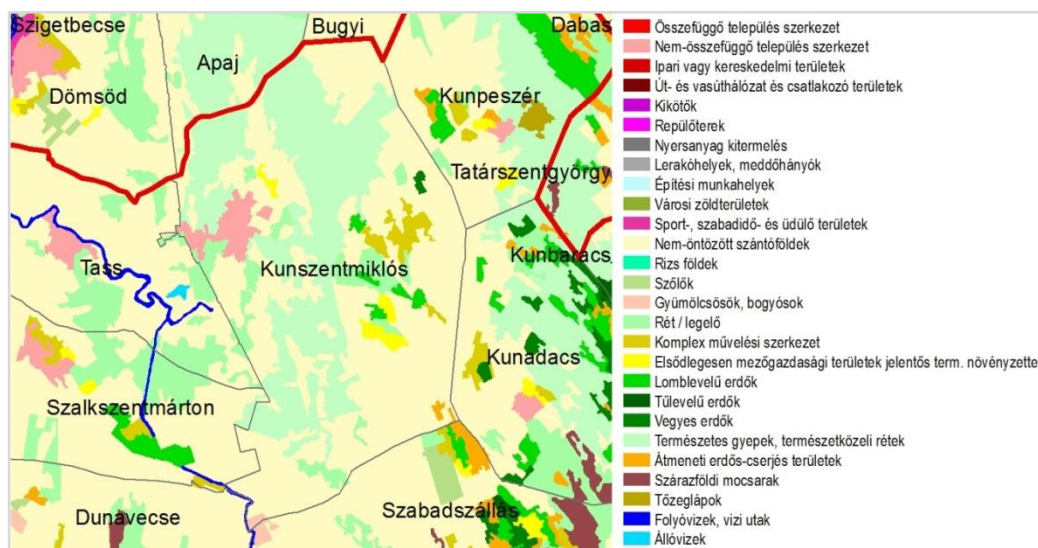 Szigetbecse
Bugyi
Dabas
Apaj
Dömsöd
Kunpeszér
Tatárszentgyörgy
Tass
Kunszentmiklós
Kunbaracs
Kunadacs
Szalkszentmárton
Dunavecse
Szabadszállás
Összefüggő település szerkezet
Nem-összefüggő település szerkezet
Ipari vagy kereskedelmi területek
Út- és vasúthálózat és csatlakozó területek
Kikötők
Repülőterek
Nyersanyag kitermelés
Lerakóhelyek, meddőhányók
Építési munkahelyek
Városi zöldterületek
Sport-, szabadidő- és üdülő területek
Nem-öntözött szántóföldek
Rizs földek
Szőlők
Gyümölcsösök, bogyósok
Rét / legelő
Komplex művelési szerkezet
Elsődlegesen mezőgazdasági területek jelentős term. növényzette
Lomblevelű erdők
Tűlevelű erdők
Vegyes erdők
Természetes gyepek, természetközeli rétek
Átmeneti erdős-cserjés területek
Szárazföldi mocsarak
Tőzeglápok
Folyóvizek, vizi utak
Állóvizek